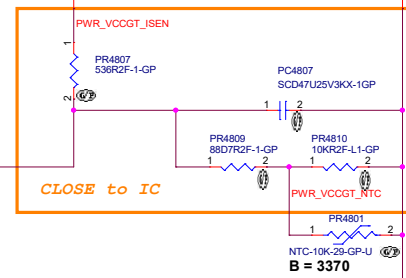 PWR_VCCGT_ISEN
1
PR4807
536R2F-1-GP
2
PC4807
SCD47U25V3KX-1GP
1 2
PR4809
88D7R2F-1-GP
1 2
PR4810
10KR2F-L1-GP
1 2
CLOSE to IC
PWR_VCCGT_NTC
PR4801
1 2
NTC-10K-29-GP-U
B = 3370